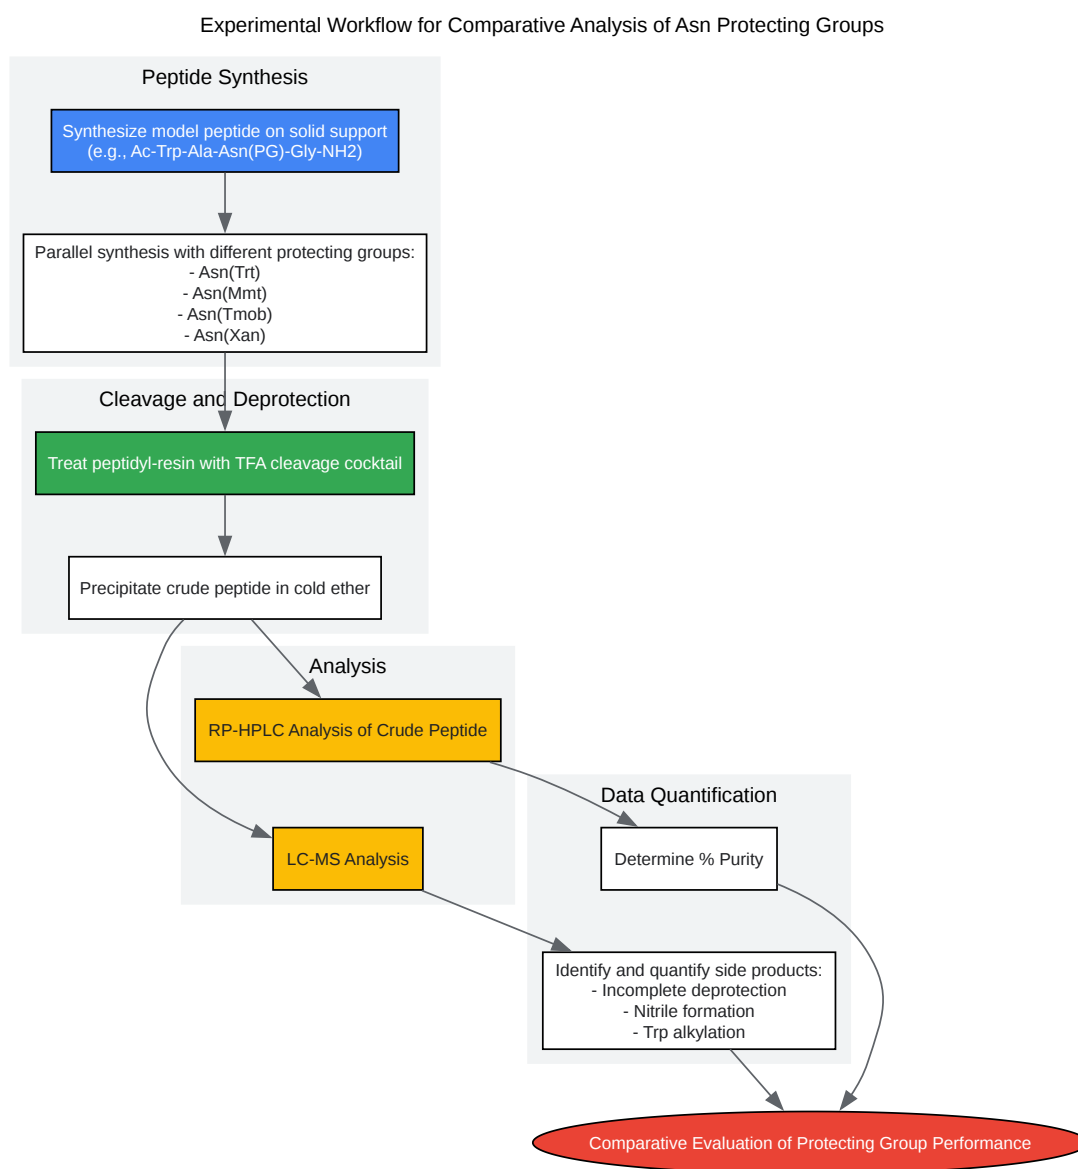 Experimental Workflow for Comparative Analysis of Asn Protecting Groups
Peptide Synthesis
Synthesize model peptide on solid support
(e.g., Ac-Trp-Ala-Asn(PG)-Gly-NH2)
Parallel synthesis with different protecting groups:
- Asn(Trt)
- Asn(Mmt)
- Asn(Tmob)
- Asn(Xan)
Cleavage and Deprotection
Treat peptidyl-resin with TFA cleavage cocktail
Precipitate crude peptide in cold ether
Analysis
RP-HPLC Analysis of Crude Peptide
LC-MS Analysis
Data Quantification
Determine % Purity
Identify and quantify side products:
- Incomplete deprotection
- Nitrile formation
- Trp alkylation
Comparative Evaluation of Protecting Group Performance